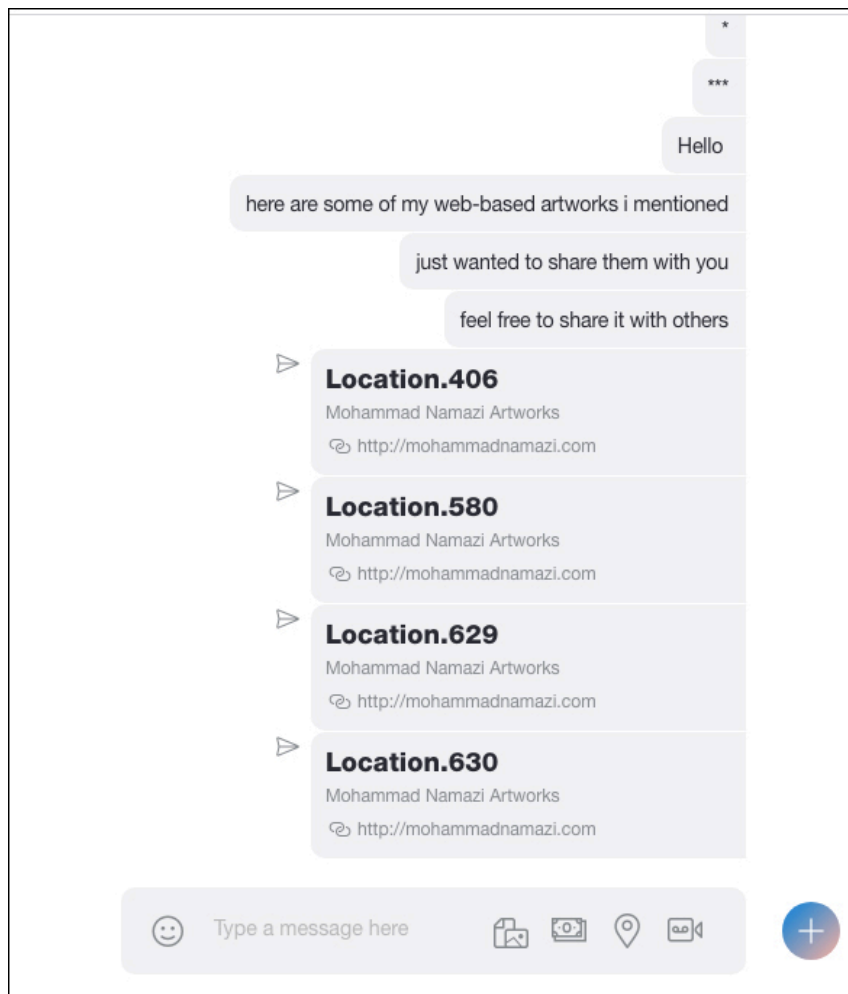 *
***
Hello
here are some of my web-based artworks i mentioned
just wanted to share them with you
feel free to share it with others
Location.406
Mohammad Namazi Artworks
http://mohammadnamazi.com
Location.580
Mohammad Namazi Artworks
http://mohammadnamazi.com
Location.629
Mohammad Namazi Artworks
http://mohammadnamazi.com
Location.630
Mohammad Namazi Artworks
http://mohammadnamazi.com
Type a message here